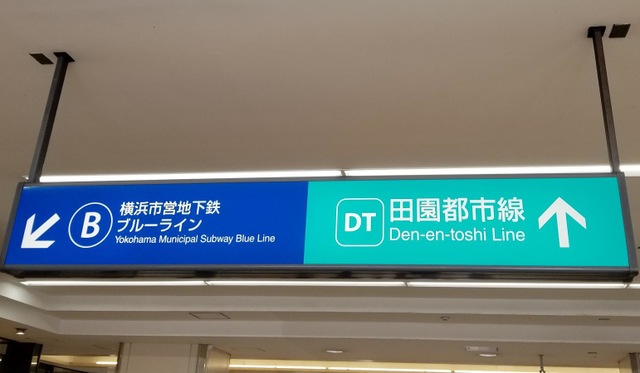 B
横浜市営地下鉄
ブルーライン
Yokohama Municipal Subway Blue Line
DT
田園都市線
Den-en-toshi Line